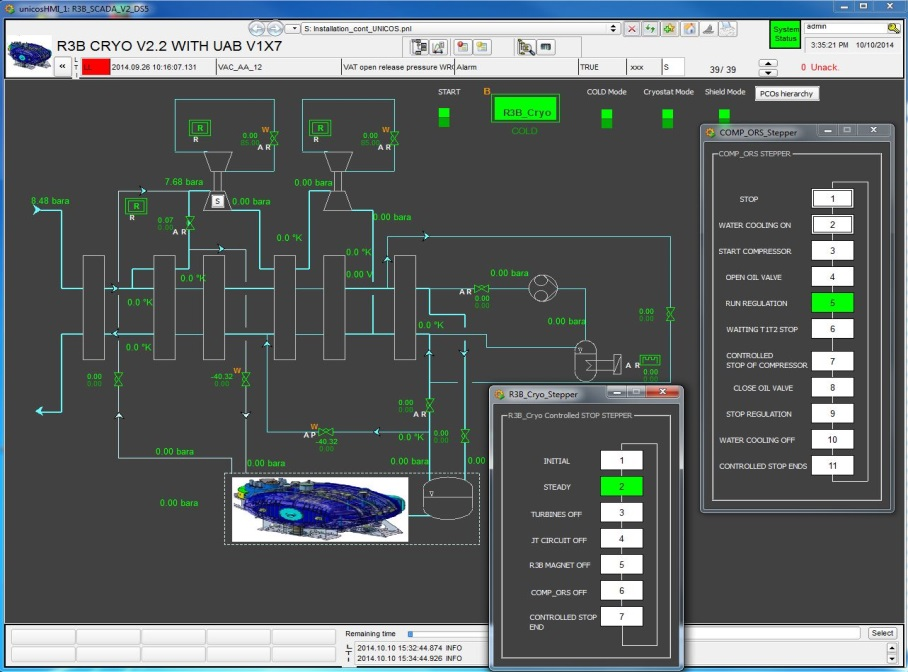 unicosHMI_1: R3B_SCADA_V2_DS5
S: Installation_cont_UNICOS.pnl
R3B CRYO V2.2 WITH UAB V1X7
System Status
admin
3:35:21 PM 10/10/2014
LL 2014.09.26 10:16:07.131 VAC_AA_12 VAT open release pressure WRC Alarm TRUE xxx S 39/ 39 0 Unack.
START
B
R3B_Cryo
COLD
COLD Mode
Cryostat Mode
Shield Mode
PCOs hierarchy
R
R
0.00
85.00
W
A R
R
R
0.00
85.00
W
A R
7.68 bara
0.00 bara
8.48 bara
R
R
S
0.00 bara
0.07
A R
0.00 bara
0.0 °K
0.0 °K
0.0 °K
0.00 V
0.0 °K
0.00 bara
A R
0.00
0.00
0.00
0.00
0.00 bara
0.0 °K
0.0 °K
A R
0.00
0.00
0.00
-40.32
0.00
W
0.00
0.00
A R
W
A P
-40.32
0.00
0.0 °K
0.00
0.00
0.00 bara
0.00 bara
0.00 bara
0.00
0.00 bara
COMP_ORS_Stepper
COMP_ORS STEPPER
STOP 1
WATER COOLING ON 2
START COMPRESSOR 3
OPEN OIL VALVE 4
RUN REGULATION 5
WAITING T1T2 STOP 6
CONTROLLED
STOP OF COMPRESSOR 7
CLOSE OIL VALVE 8
STOP REGULATION 9
WATER COOLING OFF 10
CONTROLLED STOP ENDS 11
R3B_Cryo_Stepper
R3B_Cryo Controlled STOP STEPPER
INITIAL 1
STEADY 2
TURBINES OFF 3
JT CIRCUIT OFF 4
R3B MAGNET OFF 5
COMP_ORS OFF 6
CONTROLLED STOP 7
END
Remaining time
Select
2014.10.10 15:32:44.874 INFO
2014.10.10 15:34:44.926 INFO